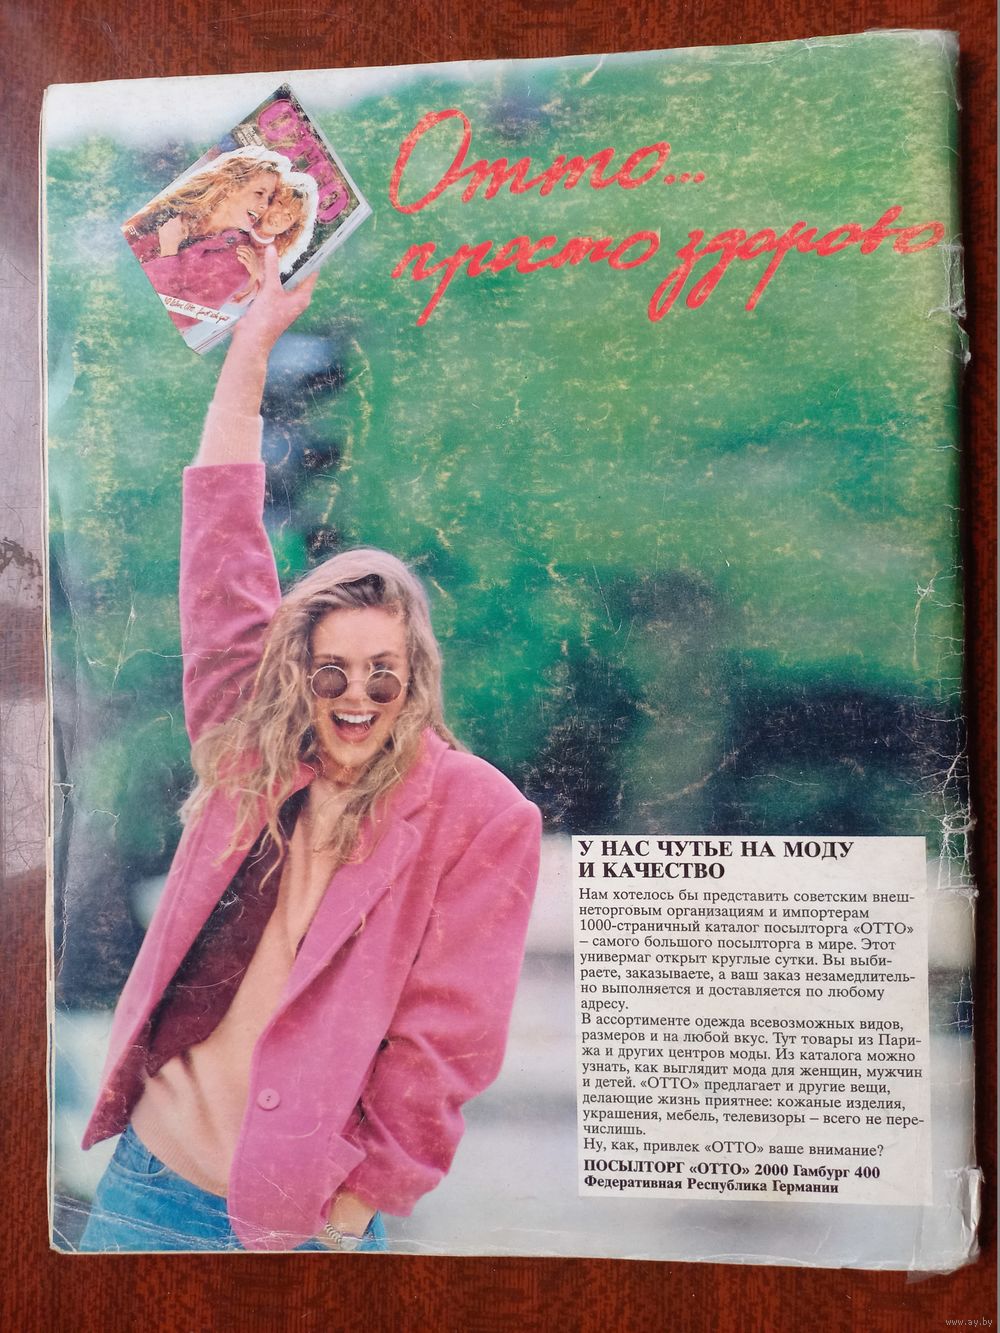 ОТТО
Отто...
просто здорово
У НАС ЧУТЬЕ НА МОДУ
И КАЧЕСТВО
Нам хотелось бы представить советским внеш-
неторговым организациям и импортерам
1000-страничный каталог посылторга «ОТТО»
– самого большого посылторга в мире. Этот
универмаг открыт круглые сутки. Вы выби-
раете, заказываете, а ваш заказ незамедлитель-
но выполняется и доставляется по любому
адресу.
В ассортименте одежда всевозможных видов,
размеров и на любой вкус. Тут товары из Пари-
жа и других центров моды. Из каталога можно
узнать, как выглядит мода для женщин, мужчин
и детей. «ОТТО» предлагает и другие вещи,
делающие жизнь приятнее: кожаные изделия,
украшения, мебель, телевизоры – всего не пере-
числишь.
Ну, как, привлек «ОТТО» ваше внимание?
ПОСЫЛТОРГ «ОТТО» 2000 Гамбург 400
Федеративная Республика Германии
www.ay.by